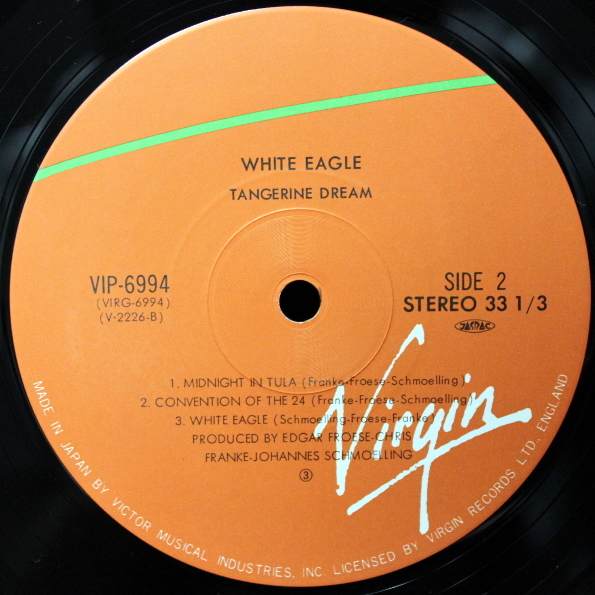 WHITE EAGLE
TANGERINE DREAM
VIP-6994
(VIRG-6994)
(V-2226-B)
SIDE 2
STEREO 33 1/3
JASRAC
1. MIDNIGHT IN TULA (Franke-Froese-Schmoelling)
2. CONVENTION OF THE 24 (Franke-Froese-Schmoelling)
3. WHITE EAGLE (Schmoelling-Froese-Franke)
PRODUCED BY EDGAR FROESE-CHRIS
FRANKE-JOHANNES SCHMOELLING
③
Virgin
MADE IN JAPAN BY VICTOR MUSICAL INDUSTRIES, INC. LICENSED BY VIRGIN RECORDS LTD., ENGLAND